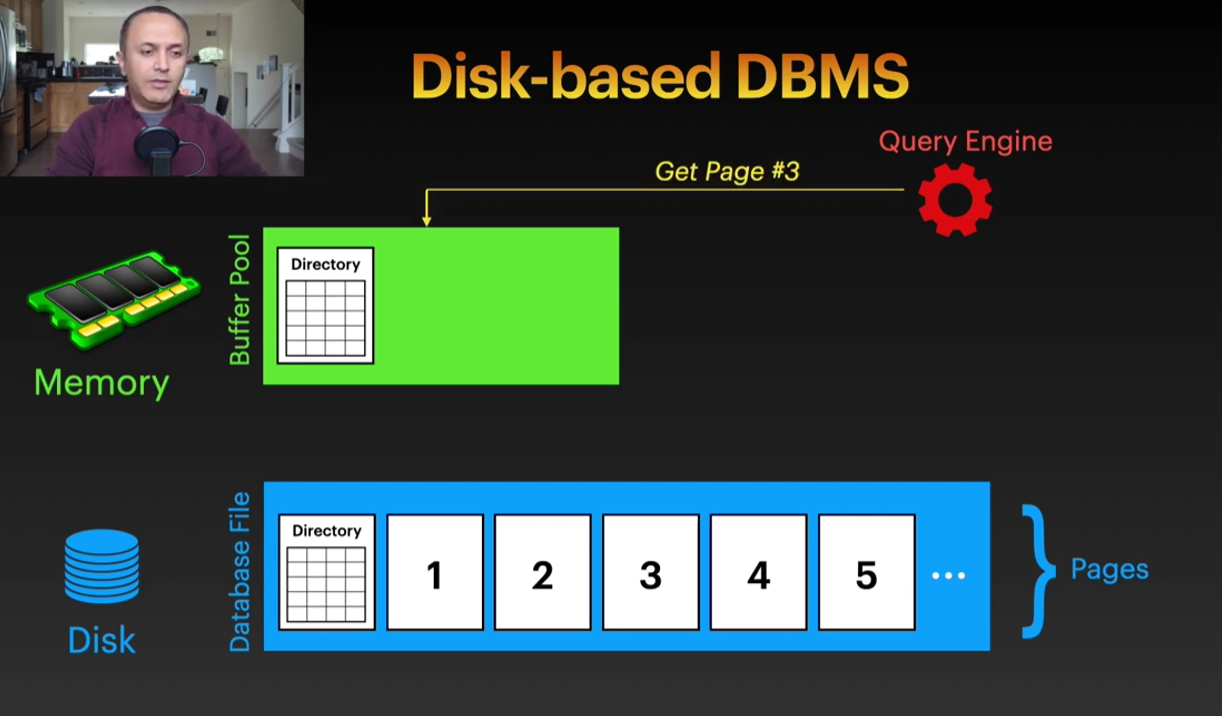 Disk-based DBMS
Query Engine
Get Page #3
Buffer Pool
Directory
Memory
Database File
Directory
1
2
3
4
5
...
Pages
Disk